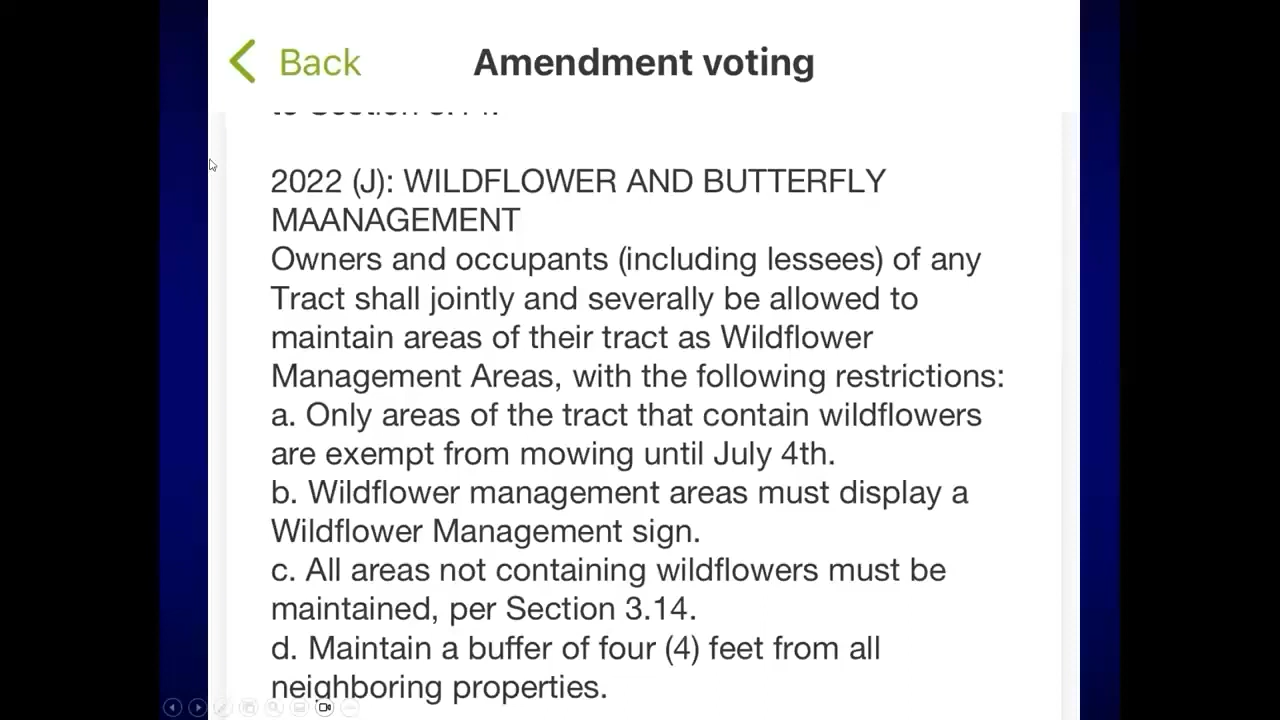 Back Amendment voting
to Section 3.14.
2022 (J): WILDFLOWER AND BUTTERFLY
MAANAGEMENT
Owners and occupants (including lessees) of any
Tract shall jointly and severally be allowed to
maintain areas of their tract as Wildflower
Management Areas, with the following restrictions:
a. Only areas of the tract that contain wildflowers
are exempt from mowing until July 4th.
b. Wildflower management areas must display a
Wildflower Management sign.
c. All areas not containing wildflowers must be
maintained, per Section 3.14.
d. Maintain a buffer of four (4) feet from all
neighboring properties.